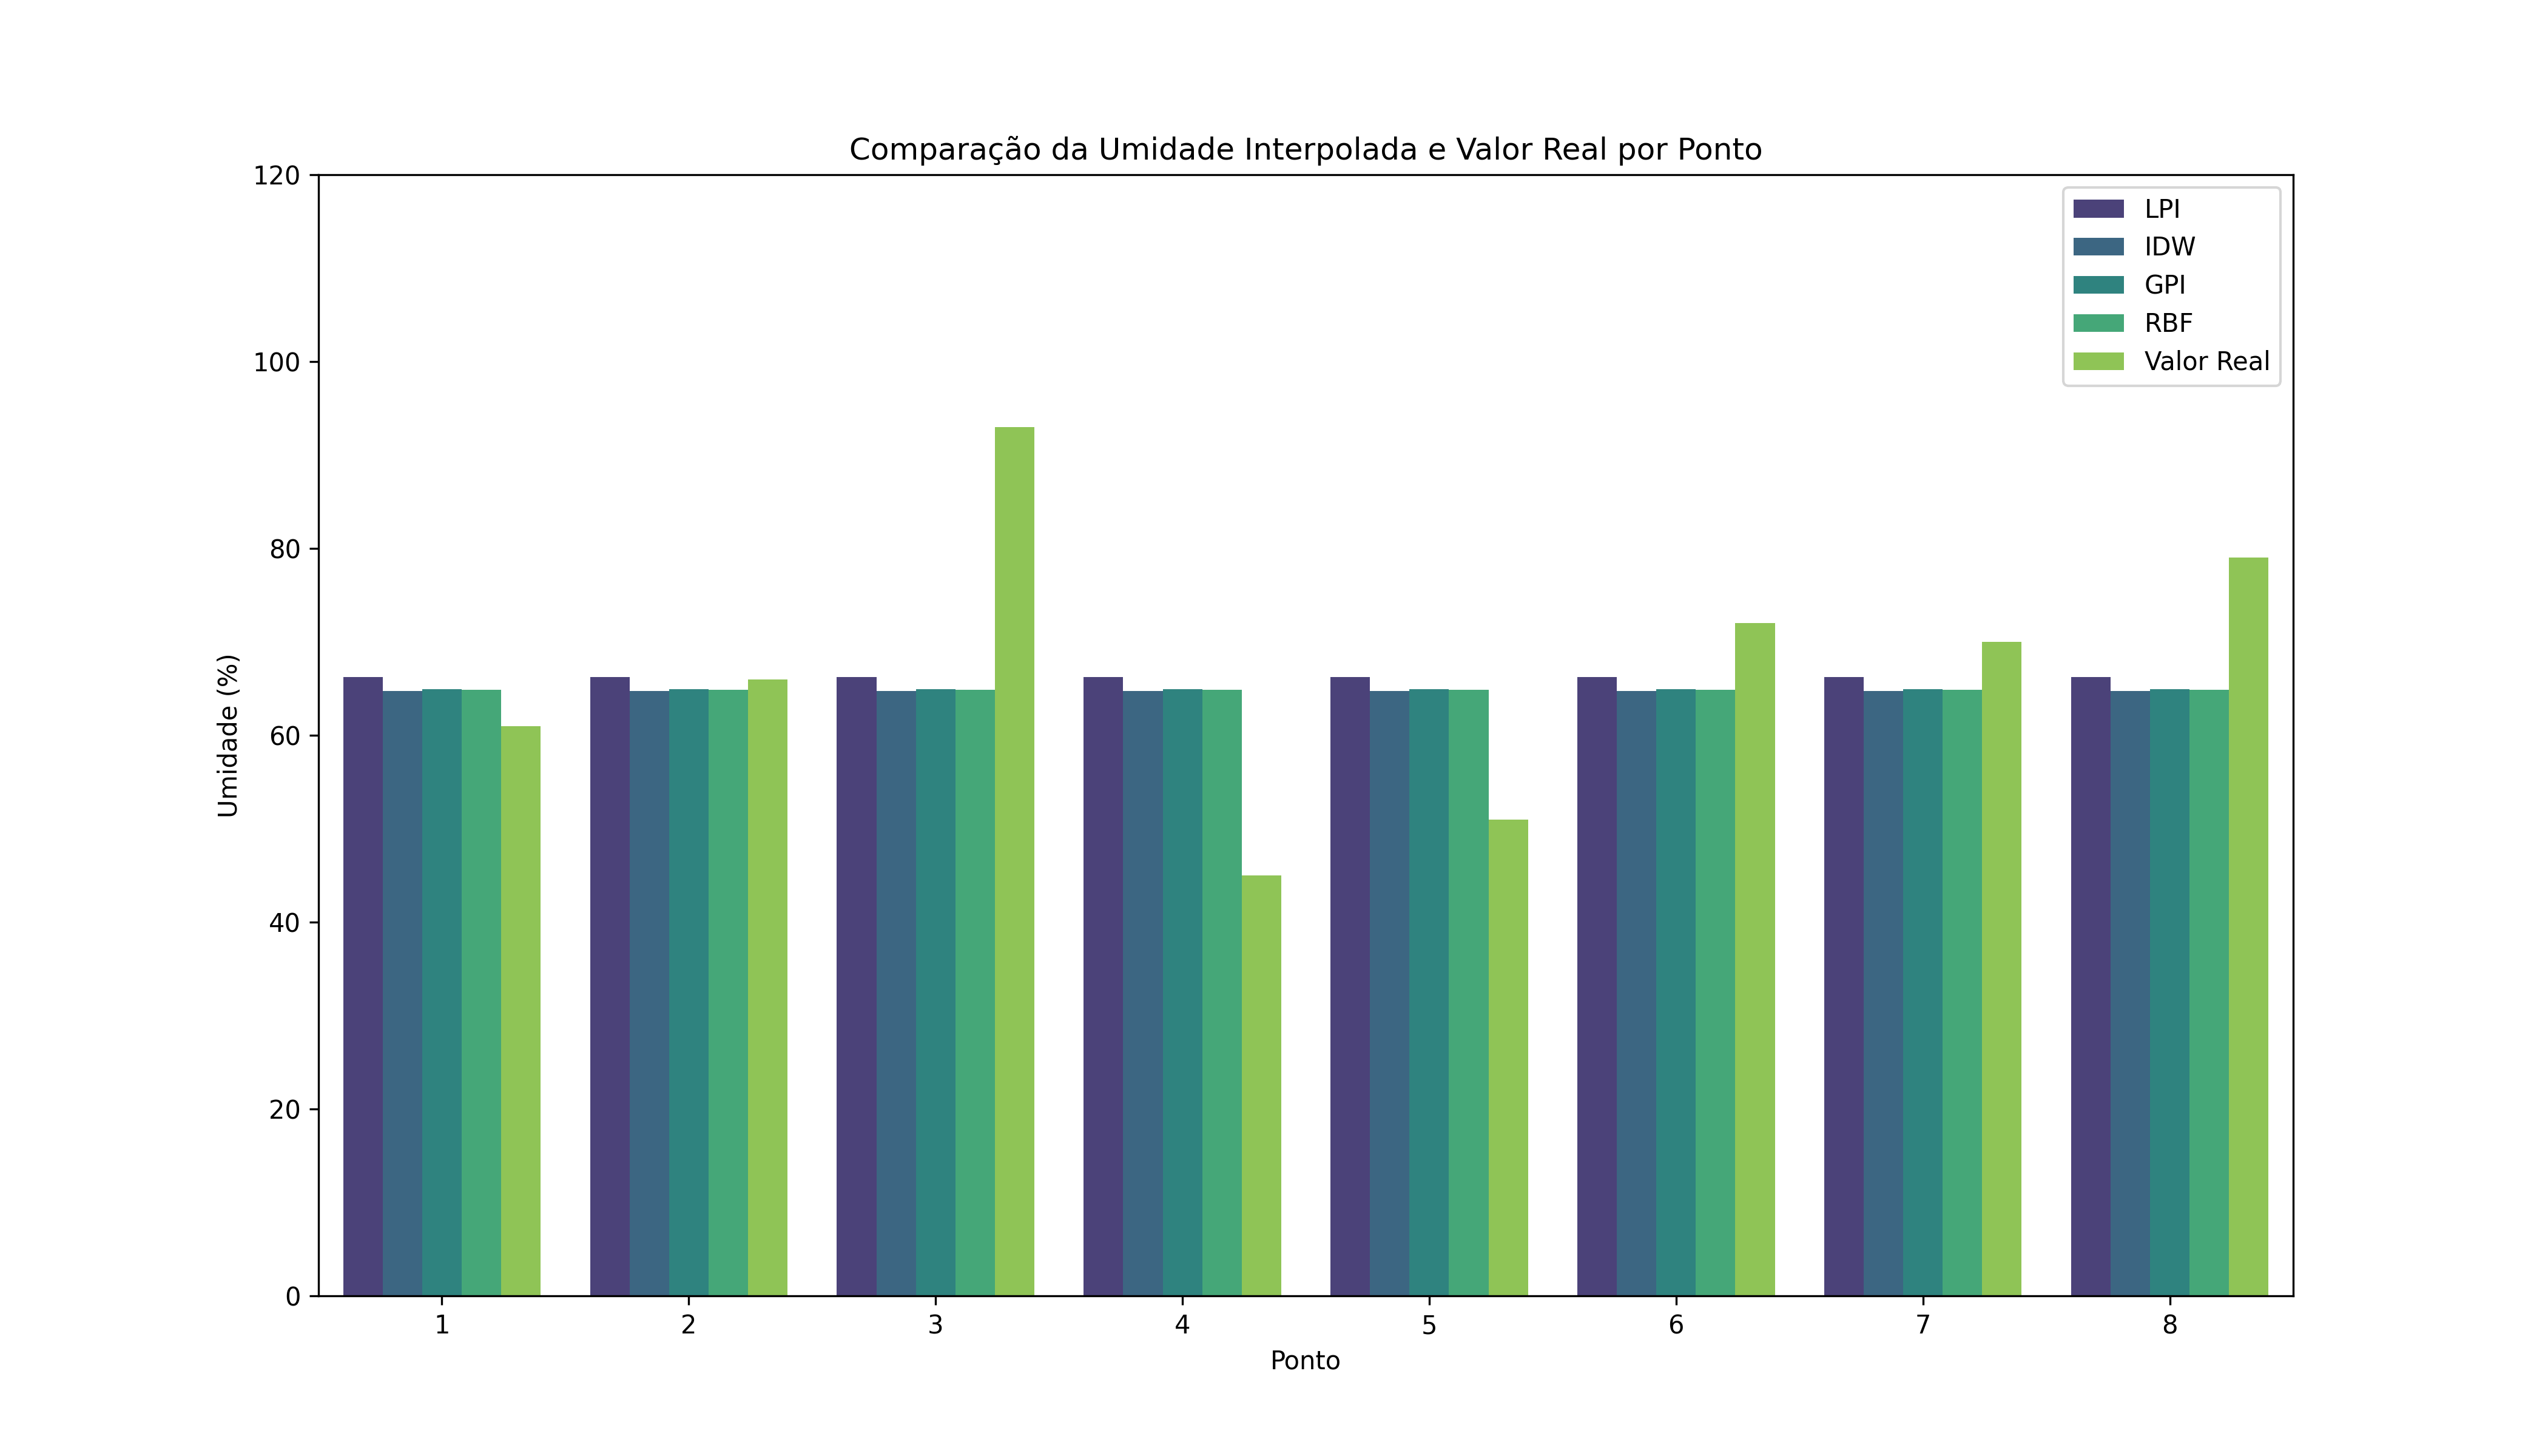 Comparação da Umidade Interpolada e Valor Real por Ponto
120
100
80
60
40
20
0
Umidade (%)
LPI
IDW
GPI
RBF
Valor Real
1 2 3 4 5 6 7 8
Ponto